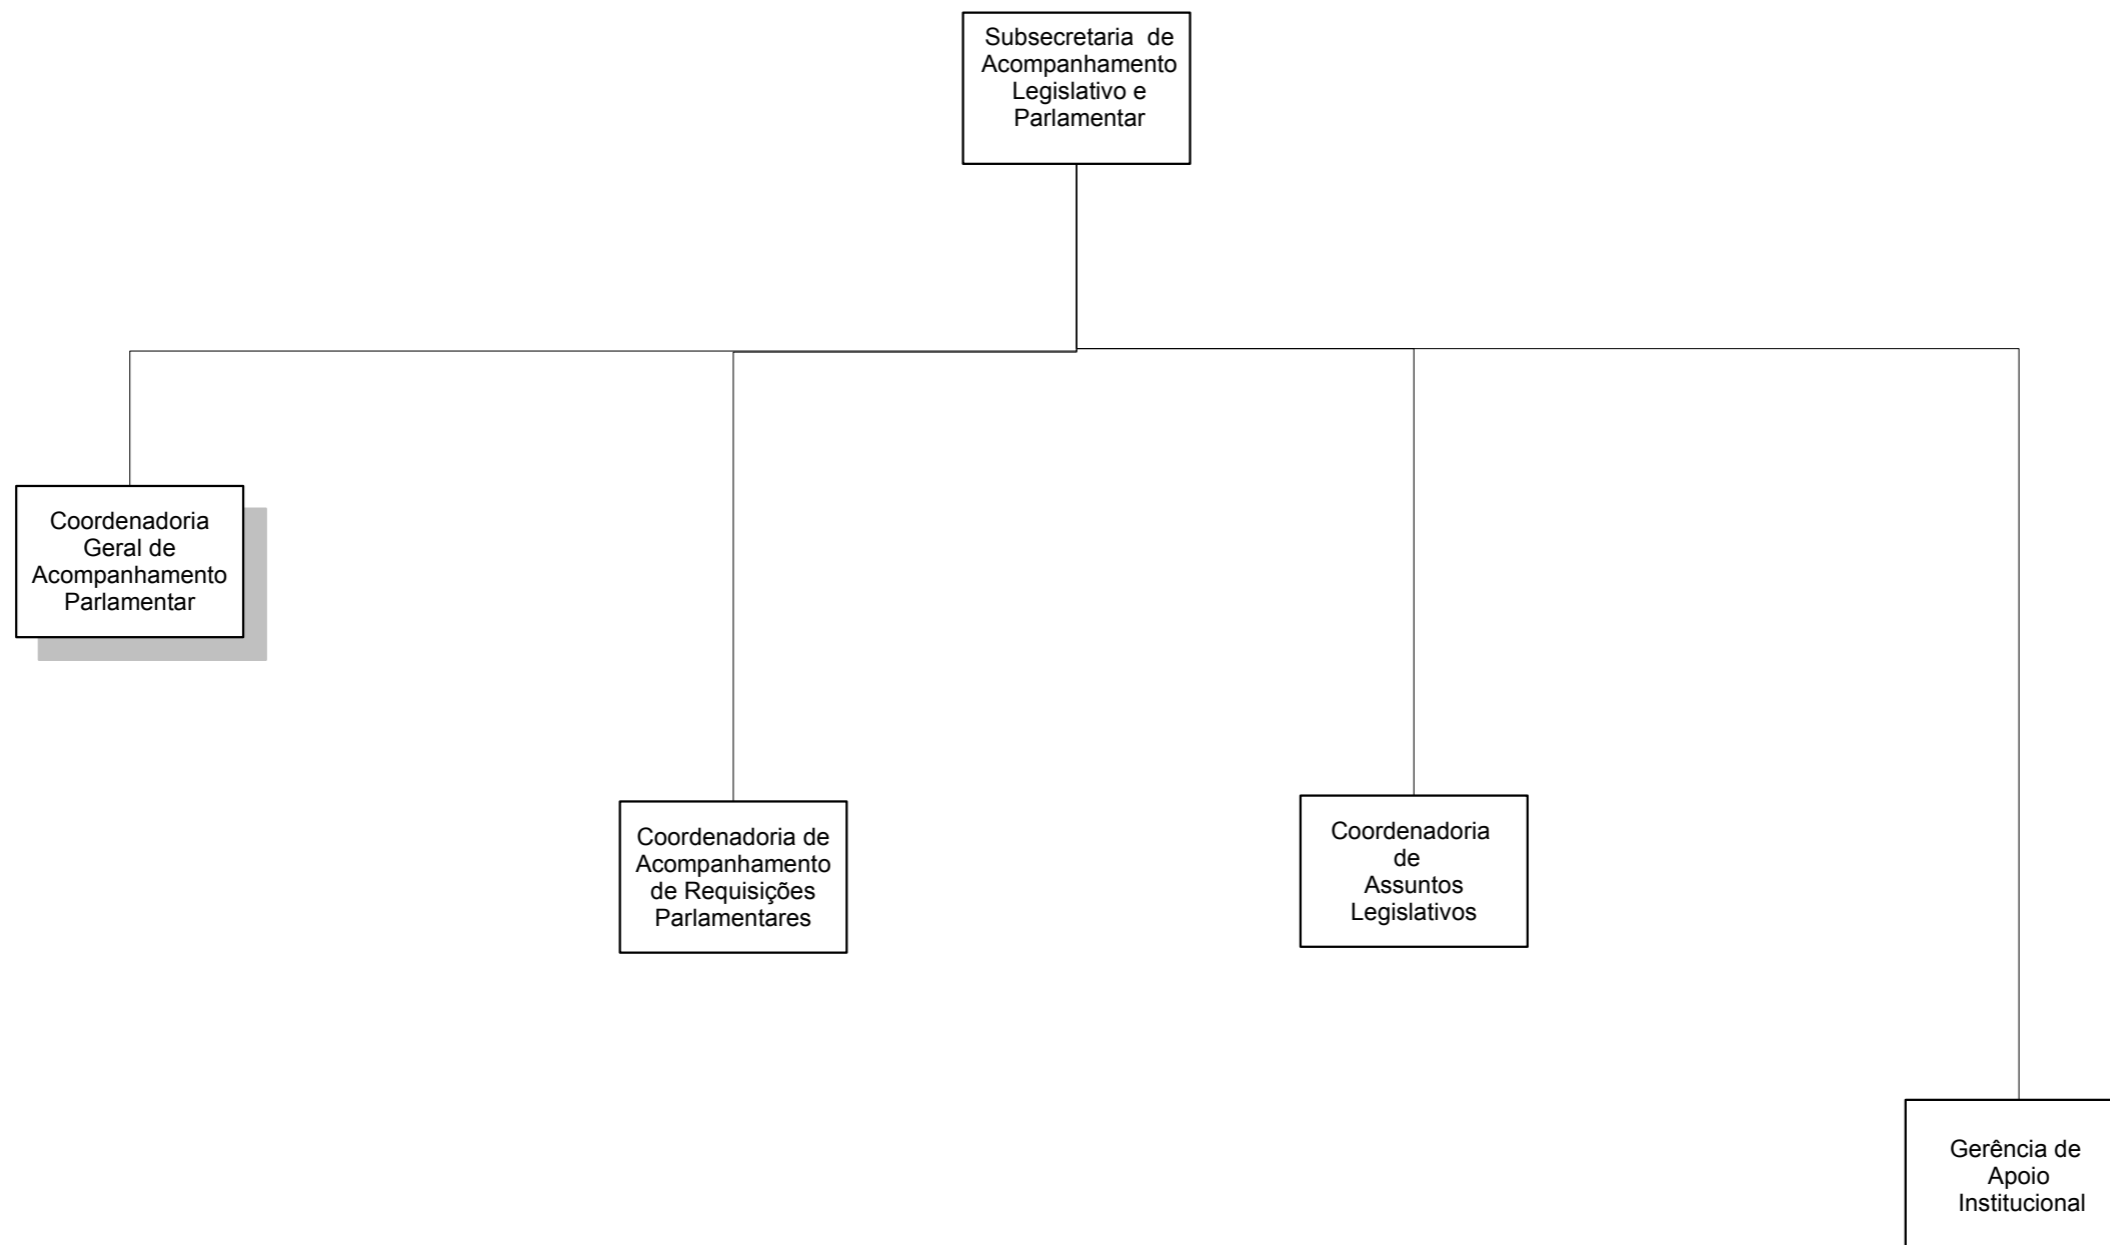 Subsecretaria de
Acompanhamento
Legislativo e
Parlamentar
Coordenadoria
Geral de
Acompanhamento
Parlamentar
Coordenadoria de
Acompanhamento
de Requisições
Parlamentares
Coordenadoria
de
Assuntos
Legislativos
Gerência de
Apoio
Institucional